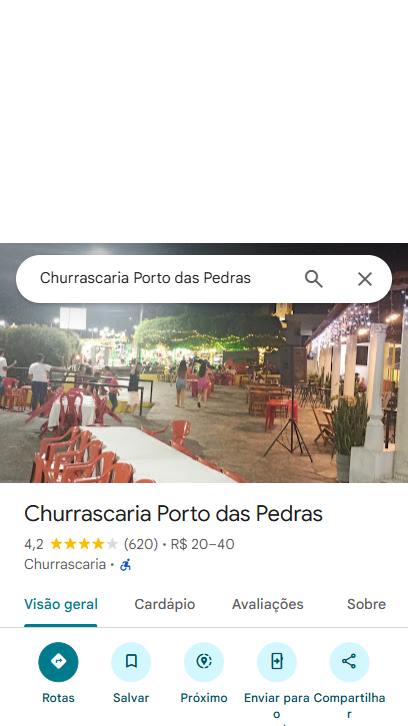 Churrascaria Porto das Pedras
Churrascaria Porto das Pedras
4,2 (620) • R$ 20–40
Churrascaria •
Visão geral Cardápio Avaliações Sobre
Rotas Salvar Próximo Enviar para Compartilha
o r